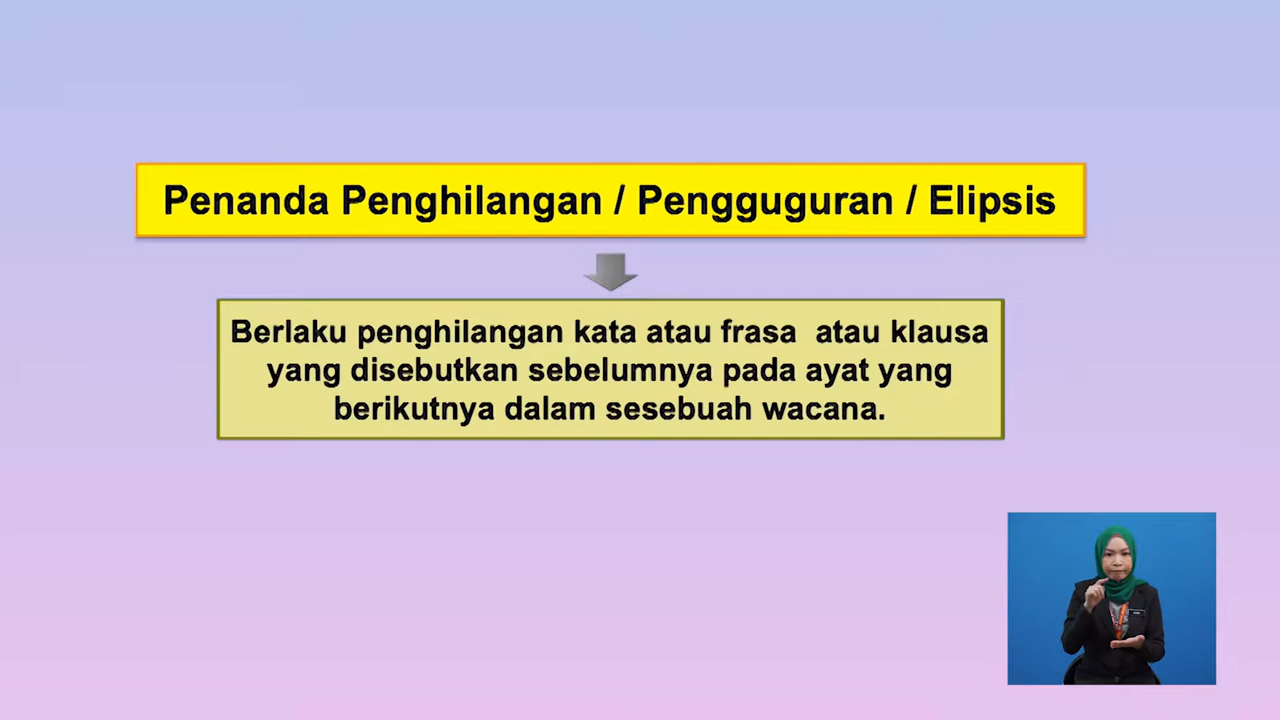 Penanda Penghilangan / Pengguguran / Elipsis
Berlaku penghilangan kata atau frasa atau klausa
yang disebutkan sebelumnya pada ayat yang
berikutnya dalam sesebuah wacana.